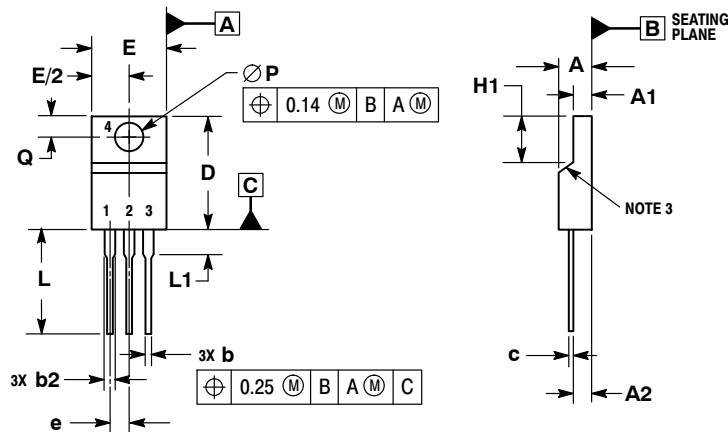 A
B SEATING
PLANE
E
A
E/2
∅ P
H1
A1
⌖ 0.14 Ⓜ B A Ⓜ
4
Q
D
C
NOTE 3
1 2 3
L
L1
3X b
c
3X b2
⌖ 0.25 Ⓜ B A Ⓜ C
A2
e